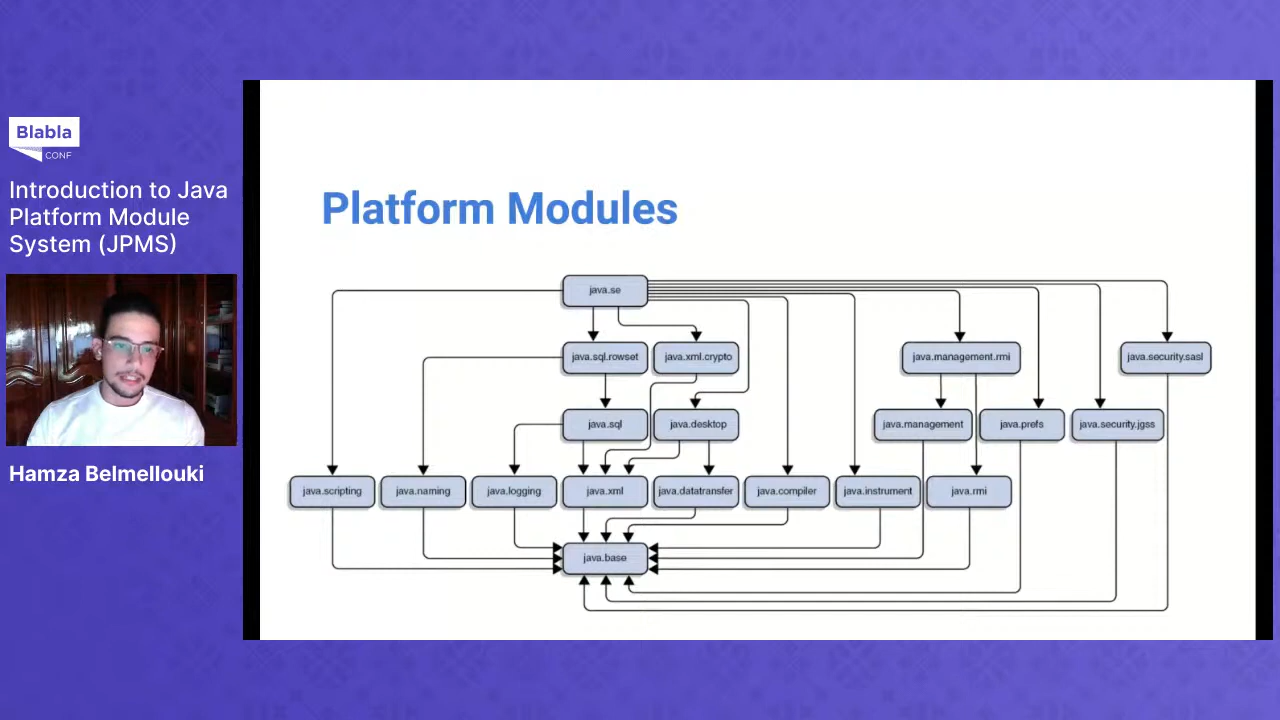 Blabla
CONF
Introduction to Java
Platform Module
System (JPMS)
Hamza Belmellouki
Platform Modules
java.se
java.sql.rowset
java.xml.crypto
java.management.rmi
java.security.sasl
java.sql
java.desktop
java.management
java.prefs
java.security.jgss
java.scripting
java.naming
java.logging
java.xml
java.datatransfer
java.compiler
java.instrument
java.rmi
java.base